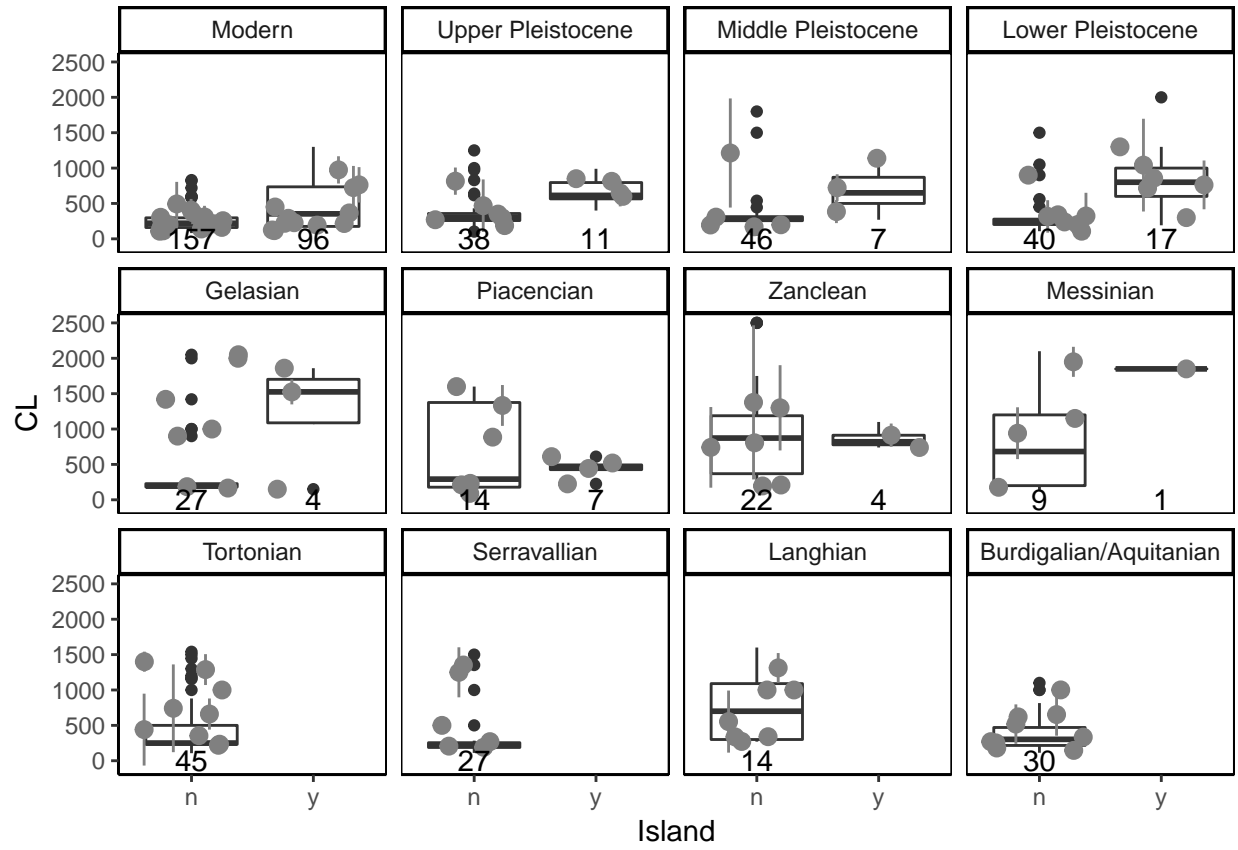 Modern Upper Pleistocene Middle Pleistocene Lower Pleistocene
2500
2000
1500
1000
500
0
157 96 38 11 46 7 40 17
Gelasian Piacencian Zanclean Messinian
2500
2000
1500
1000
500
0
27 4 14 7 22 4 9 1
CL
Tortonian Serravallian Langhian Burdigalian/Aquitanian
2500
2000
1500
1000
500
0
45 27 14 30
n y n y n y n y
Island